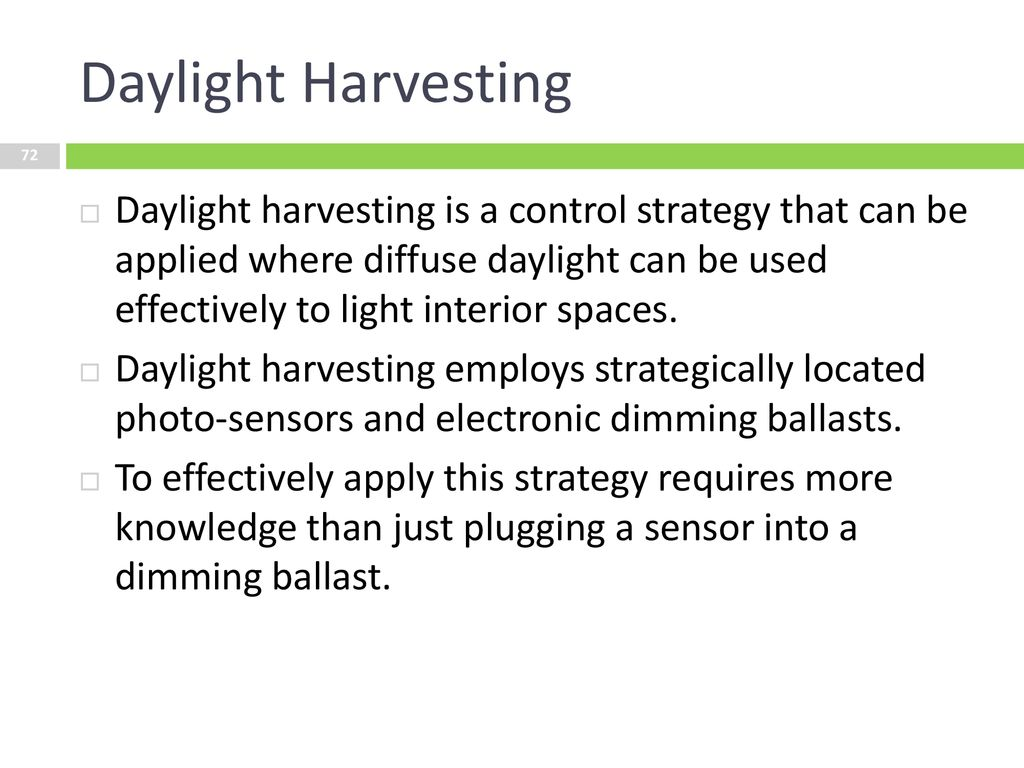 Daylight Harvesting
72
Daylight harvesting is a control strategy that can be
applied where diffuse daylight can be used
effectively to light interior spaces.
Daylight harvesting employs strategically located
photo-sensors and electronic dimming ballasts.
To effectively apply this strategy requires more
knowledge than just plugging a sensor into a
dimming ballast.